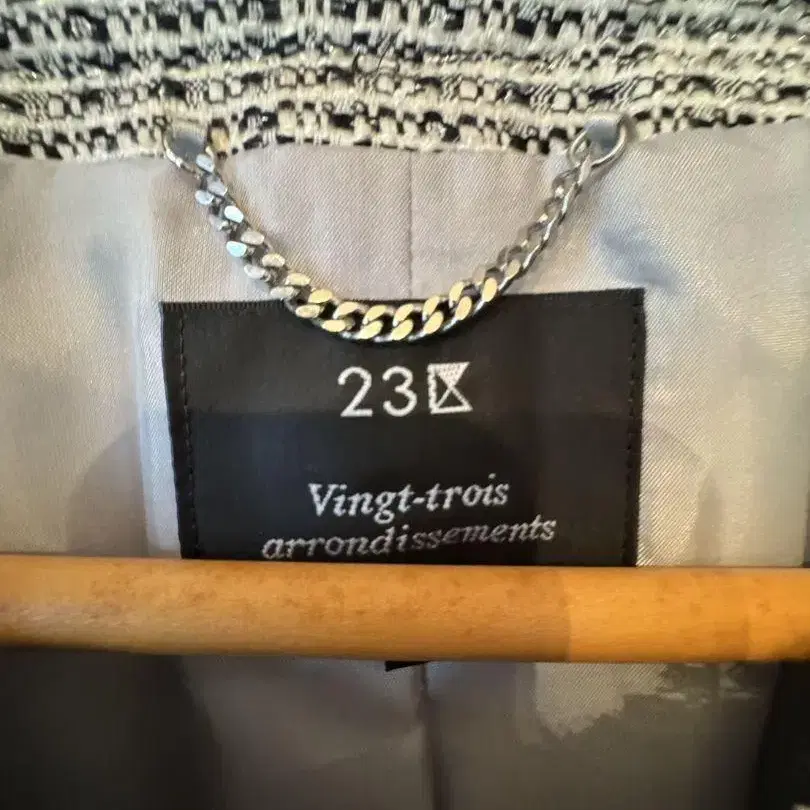 23区
Vingt-trois
arrondissements